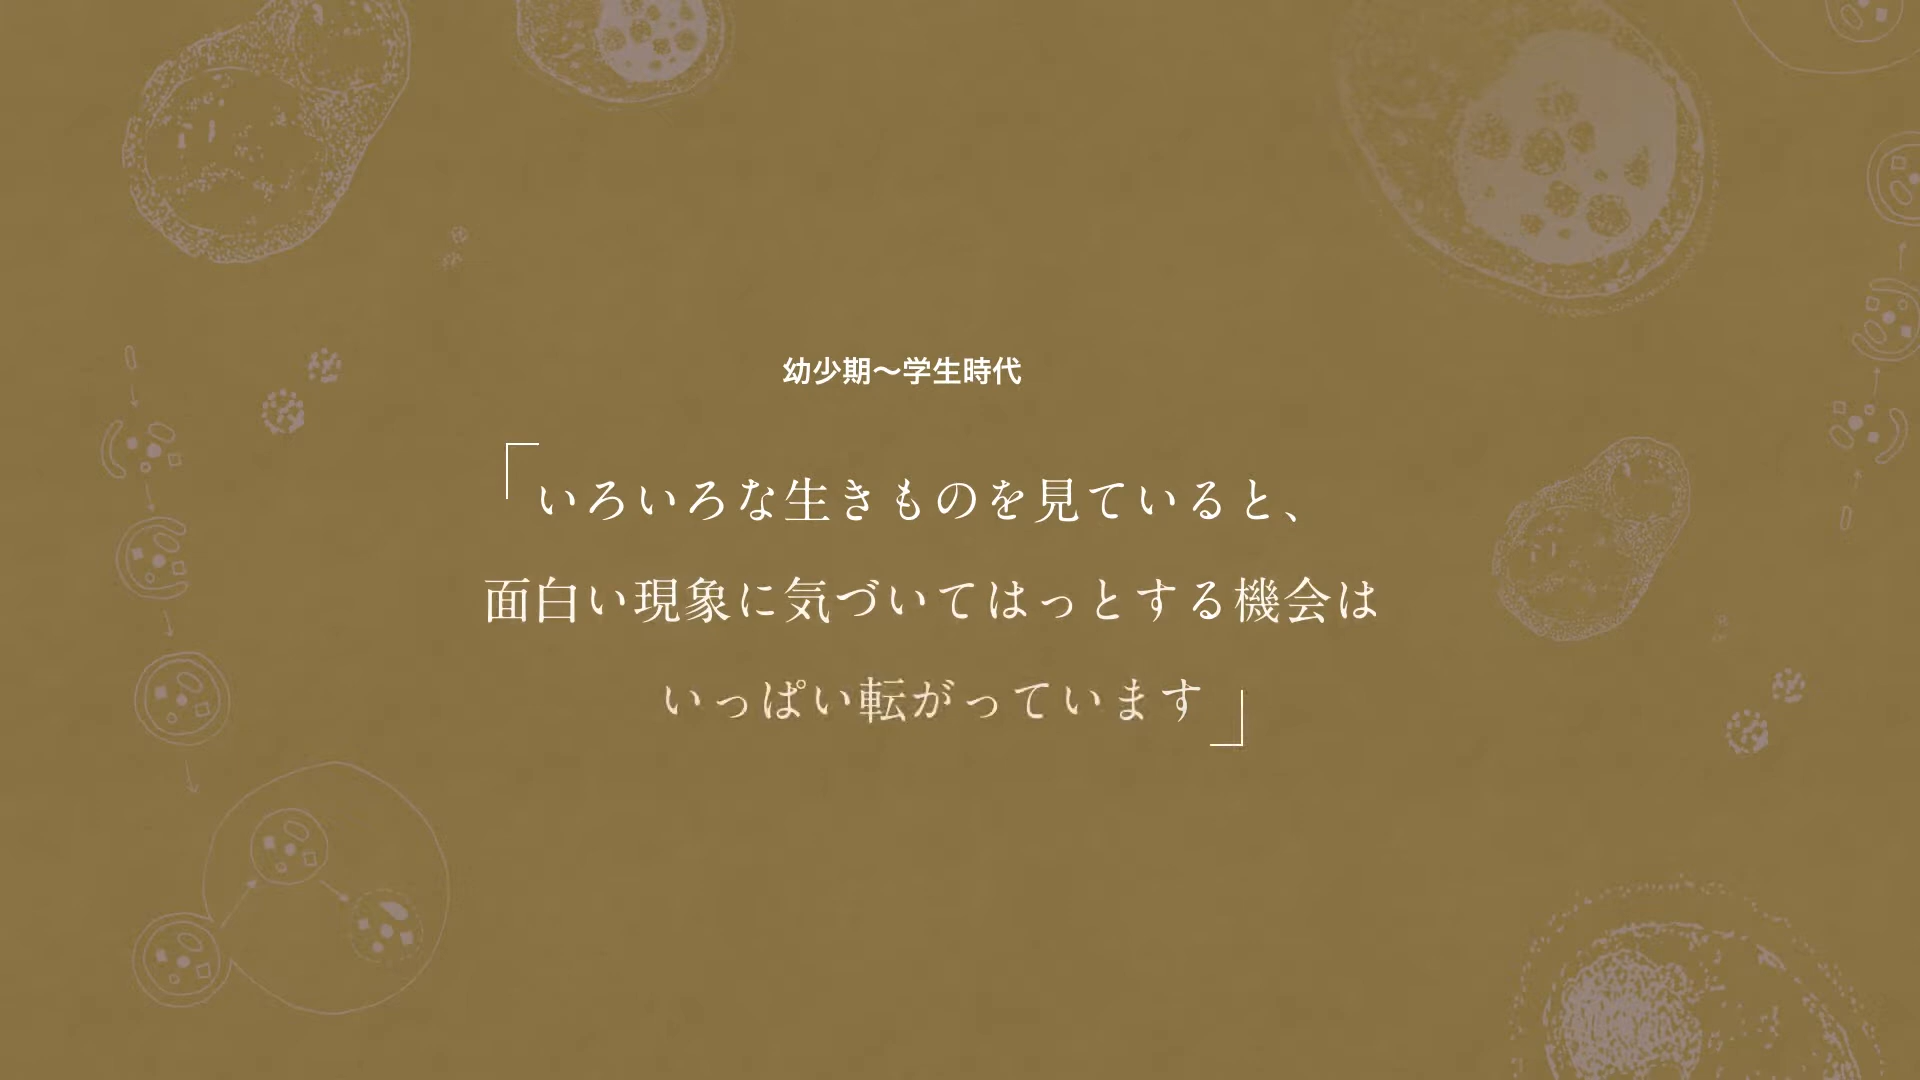 幼少期〜学生時代
「いろいろな生きものを見ていると、
面白い現象に気づいてはっとする機会は
いっぱい転がっています」